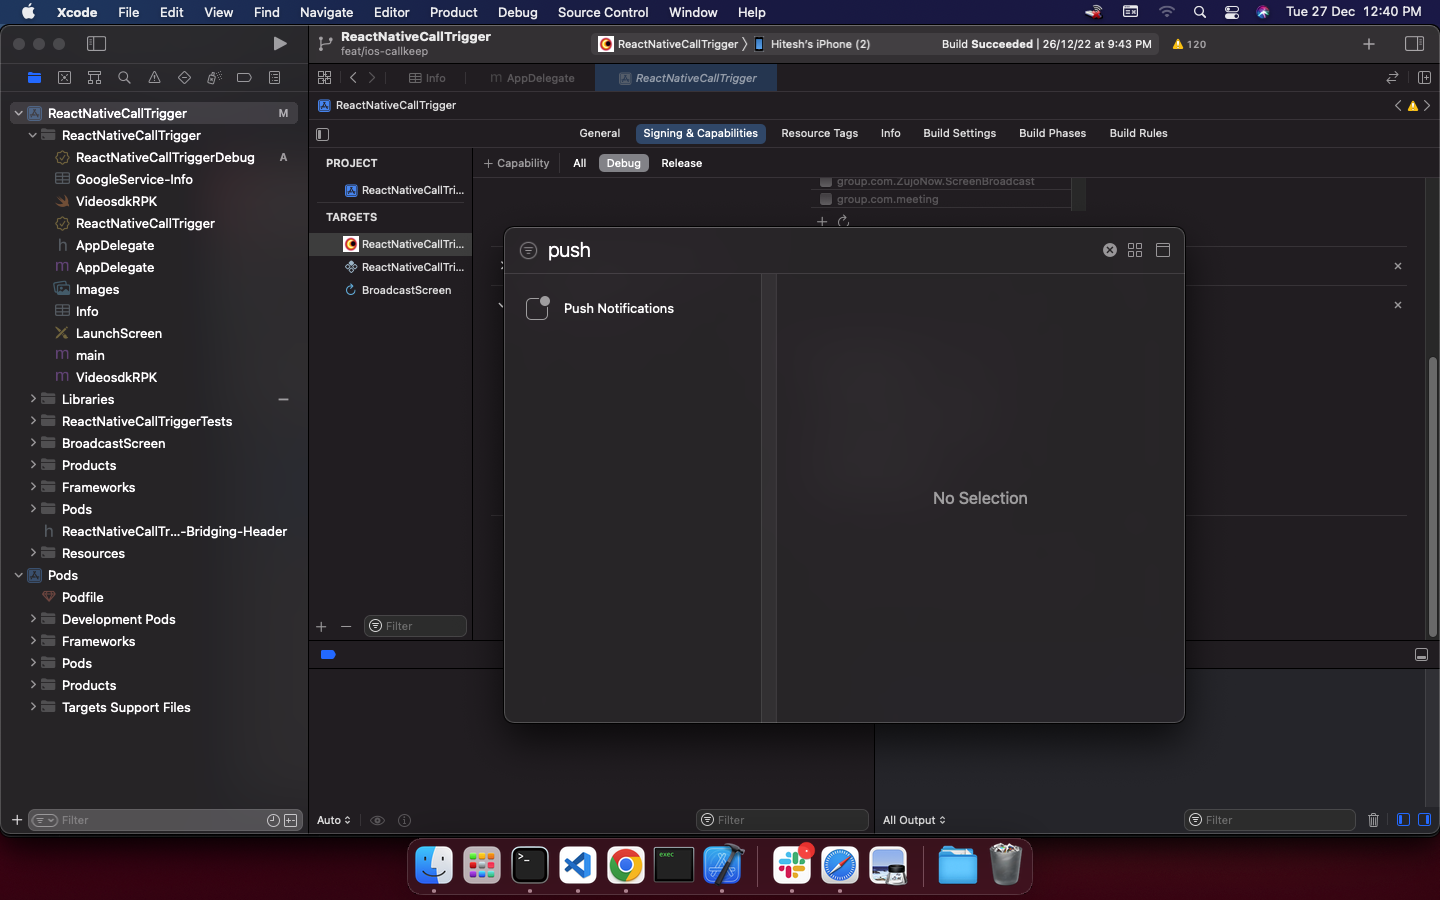 Xcode File Edit View Find Navigate Editor Product Debug Source Control Window Help Tue 27 Dec 12:40 PM
ReactNativeCallTrigger
feat/ios-callkeep
ReactNativeCallTrigger 〉 Hitesh's iPhone (2) Build Succeeded | 26/12/22 at 9:43 PM 120
Info AppDelegate ReactNativeCallTrigger
ReactNativeCallTrigger
General Signing & Capabilities Resource Tags Info Build Settings Build Phases Build Rules
+ Capability All Debug Release
ReactNativeCallTrigger M
ReactNativeCallTrigger
ReactNativeCallTriggerDebug A
GoogleService-Info
VideosdkRPK
ReactNativeCallTrigger
h AppDelegate
m AppDelegate
Images
Info
LaunchScreen
m main
m VideosdkRPK
Libraries
ReactNativeCallTriggerTests
BroadcastScreen
Products
Frameworks
Pods
h ReactNativeCallTr...-Bridging-Header
Resources
Pods
Podfile
Development Pods
Frameworks
Pods
Products
Targets Support Files
Filter
PROJECT
ReactNativeCallTri...
TARGETS
ReactNativeCallTri...
ReactNativeCallTri...
BroadcastScreen
Filter
group.com.ZujoNow.ScreenBroadcast
group.com.meeting
push
Push Notifications
No Selection
Auto Filter All Output Filter
exec